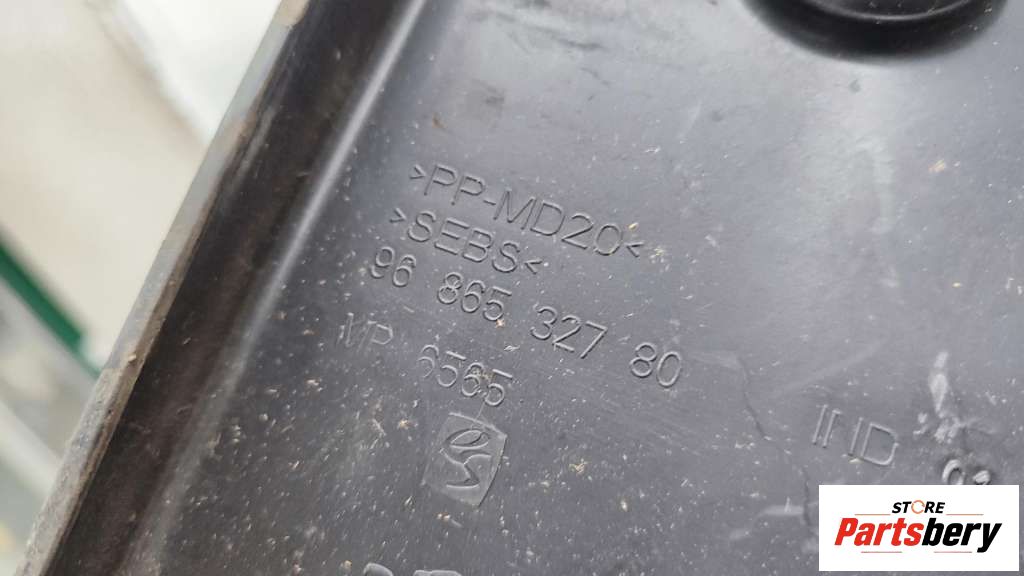 >PP-MD20<
>SEBS<
96 865 327 80
MP 6565
IND
STORE
Partsbery